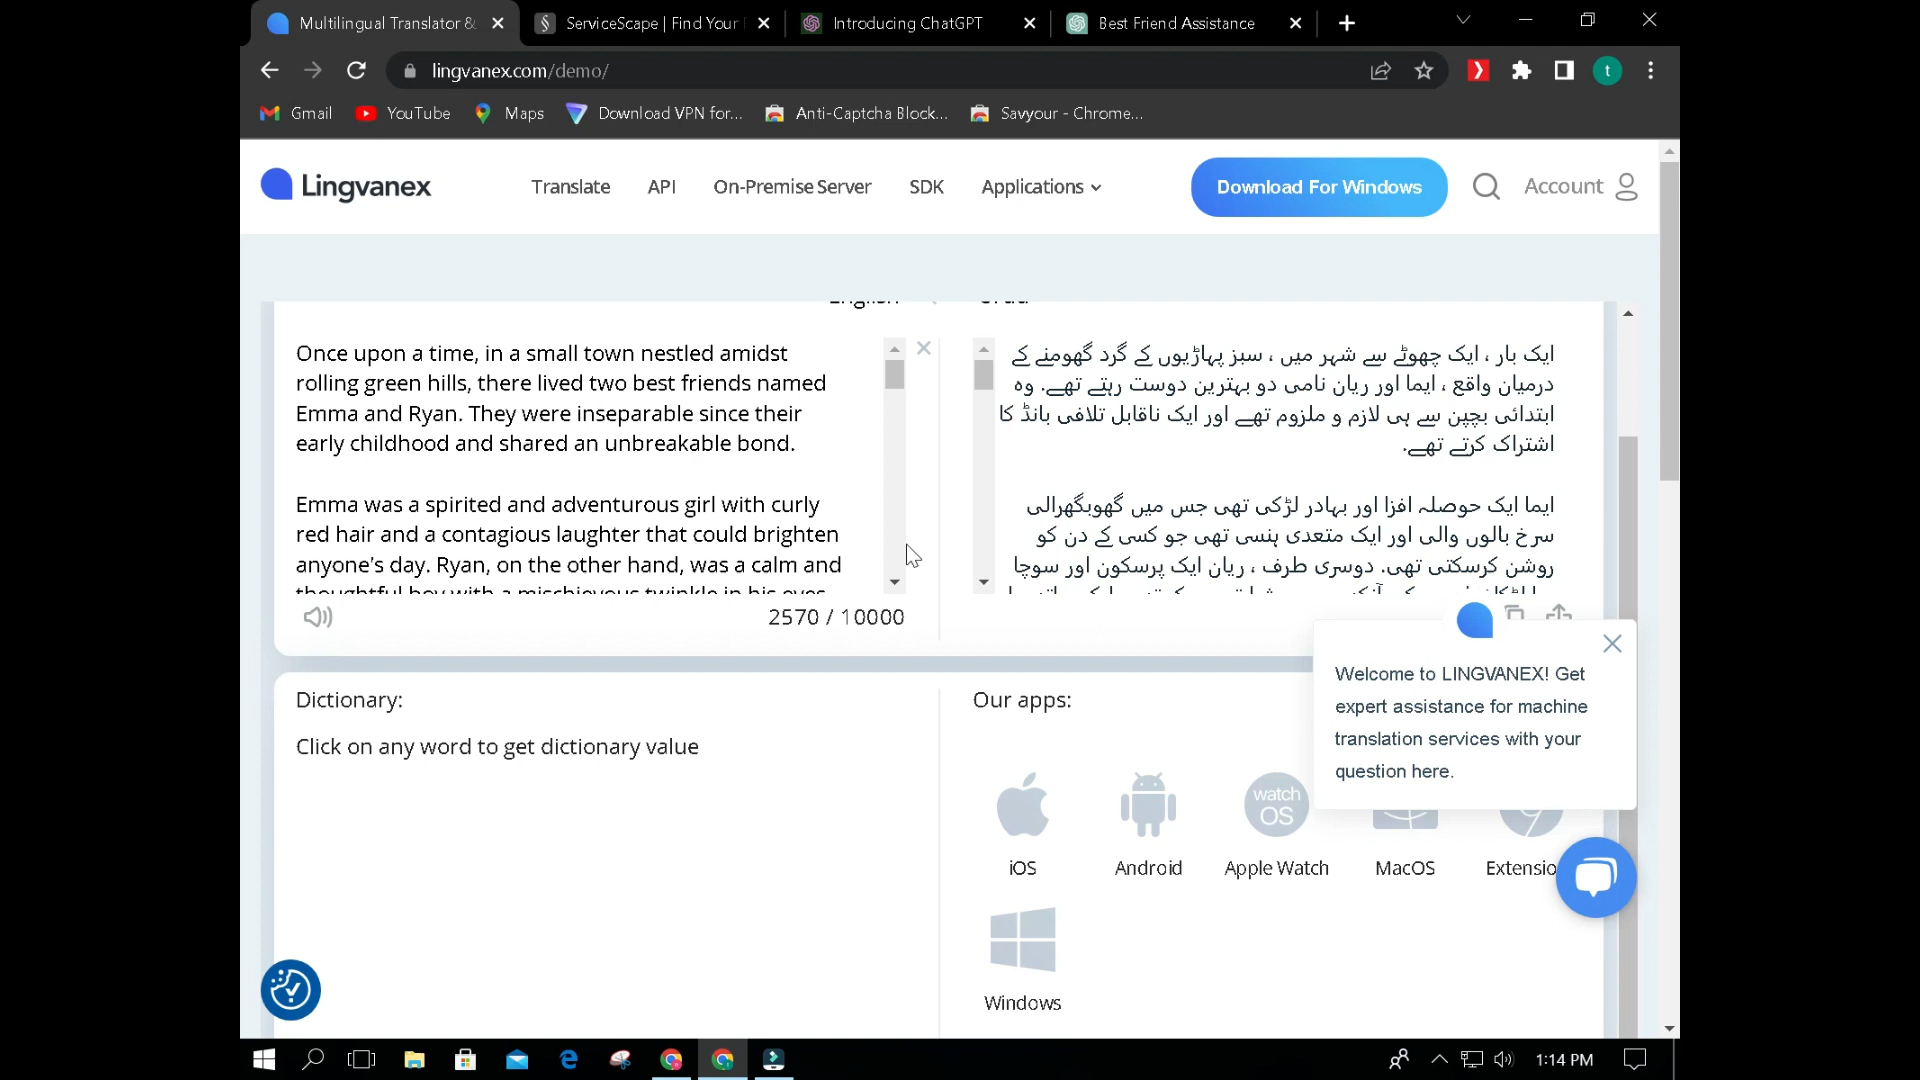 Multilingual Translator &
ServiceScape | Find Your
Introducing ChatGPT
Best Friend Assistance
lingvanex.com/demo/
t
Gmail
YouTube
Maps
Download VPN for...
Anti-Captcha Block...
Savyour - Chrome...
Lingvanex
Translate
API
On-Premise Server
SDK
Applications
Download For Windows
Account
English
Urdu
Once upon a time, in a small town nestled amidst
rolling green hills, there lived two best friends named
Emma and Ryan. They were inseparable since their
early childhood and shared an unbreakable bond.
Emma was a spirited and adventurous girl with curly
red hair and a contagious laughter that could brighten
anyone's day. Ryan, on the other hand, was a calm and
thoughtful boy with a mischievous twinkle in his eyes
2570 / 10000
ایک بار ، ایک چھوٹے سے شہر میں ، سبز پہاڑیوں کے گرد گھومنے کے
درمیان واقع ، ایما اور ریان نامی دو بہترین دوست رہتے تھے۔ وہ
ابتدائی بچپن سے ہی لازم و ملزوم تھے اور ایک ناقابل تلافی بانڈ کا
اشتراک کرتے تھے۔
ایما ایک حوصلہ افزا اور بہادر لڑکی تھی جس میں گھوبگھرالی
سرخ بالوں والی اور ایک متعدی ہنسی تھی جو کسی کے دن کو
روشن کرسکتی تھی. دوسری طرف ، ریان ایک پرسکون اور سوچا
Dictionary:
Click on any word to get dictionary value
Our apps:
Welcome to LINGVANEX! Get
expert assistance for machine
translation services with your
question here.
watch
OS
iOS
Android
Apple Watch
MacOS
Extensio
Windows
1:14 PM